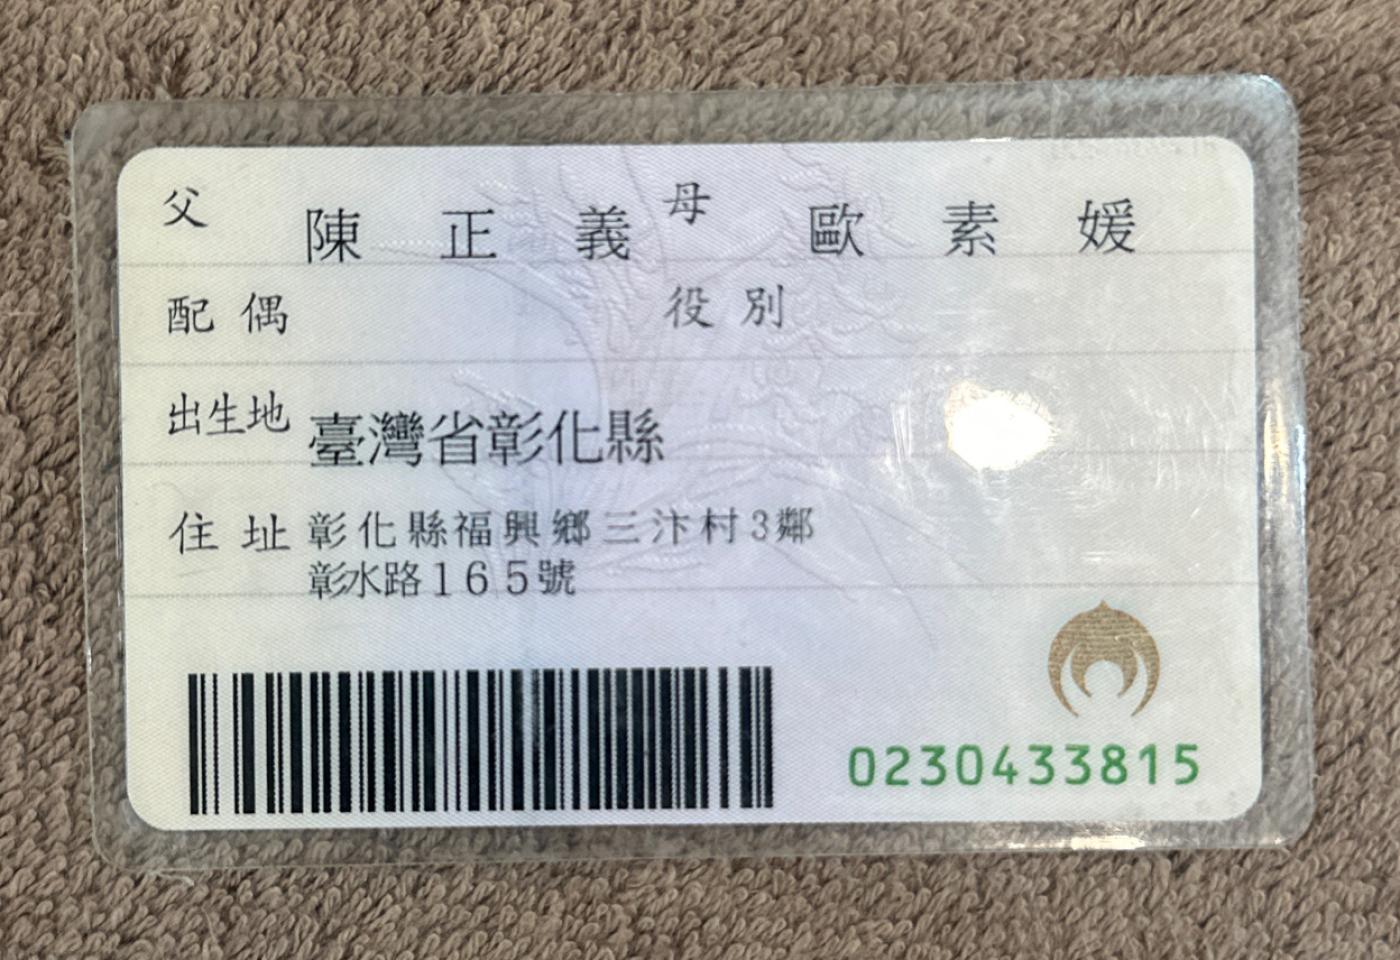 父 陳正義 母 歐素媛
配偶 役別
出生地 臺灣省彰化縣
住址 彰化縣福興鄉三汴村3鄰
彰水路165號
0230433815